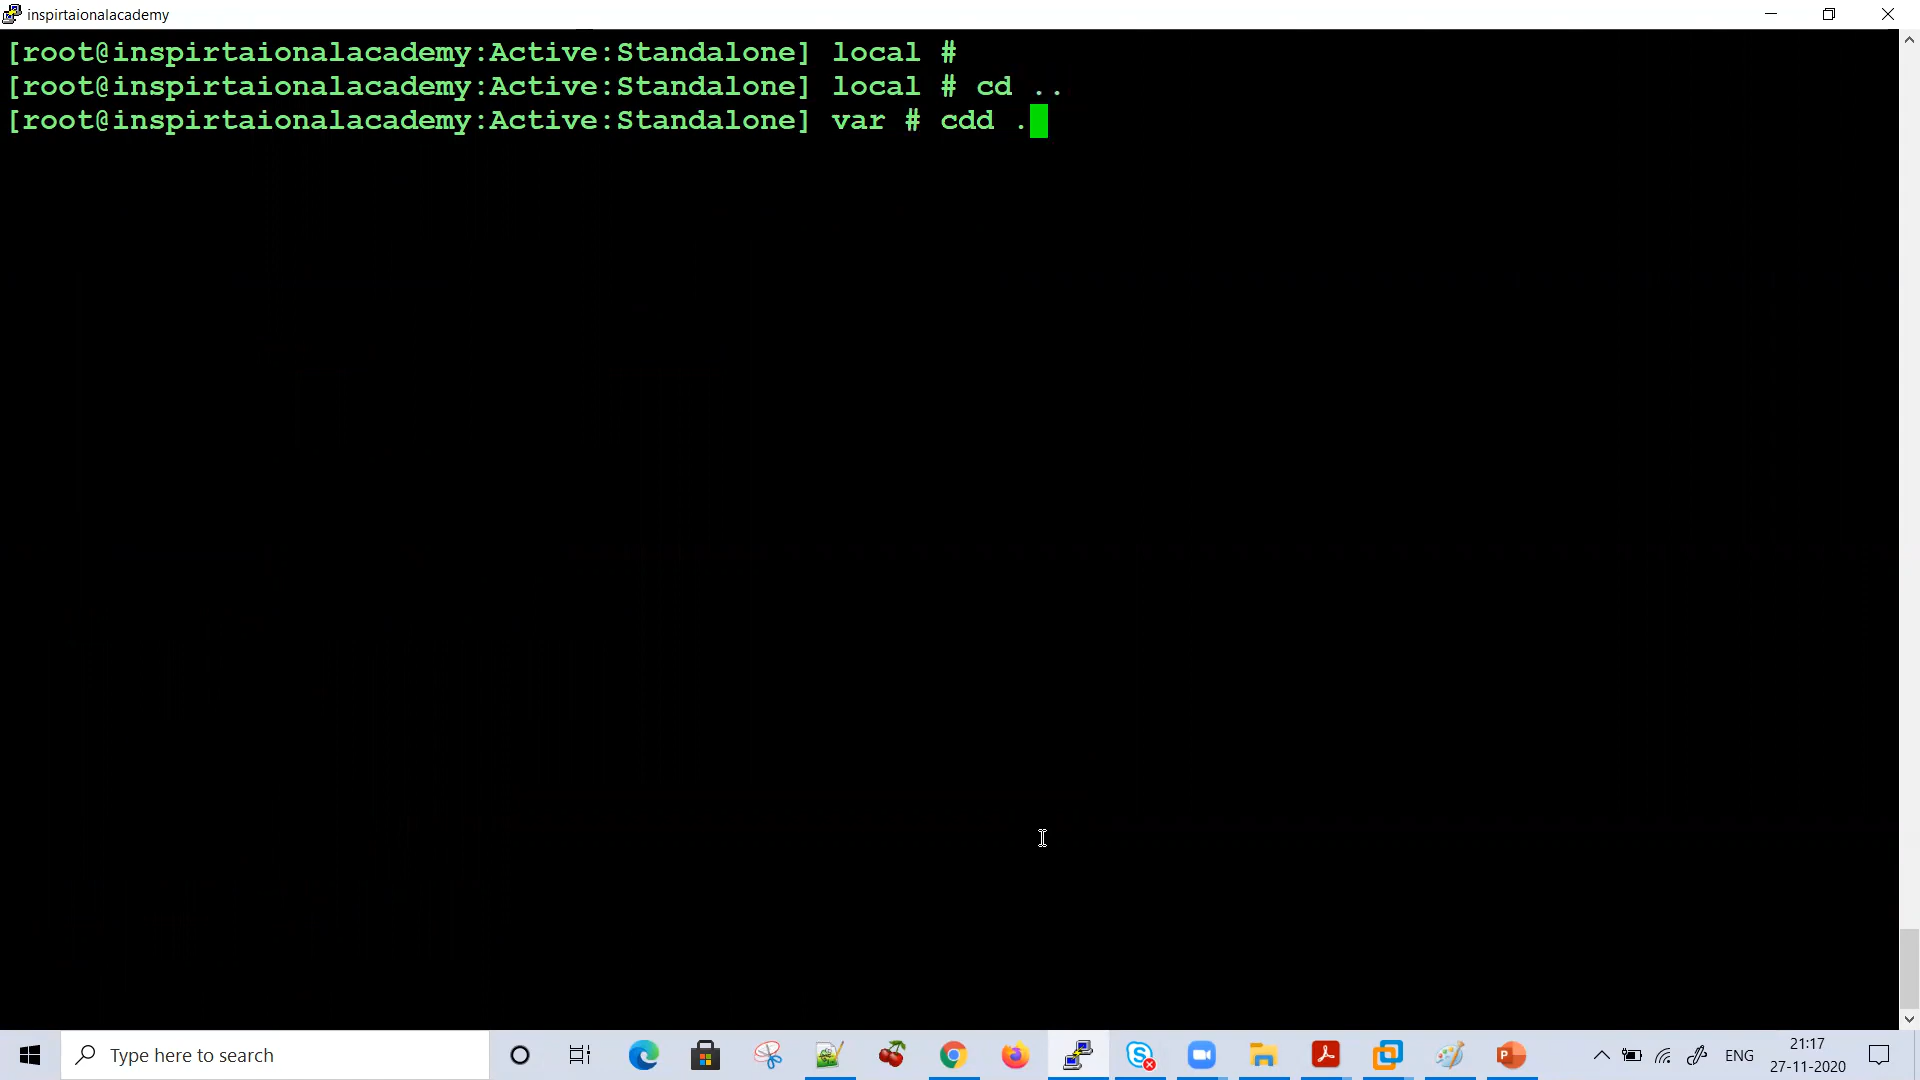 inspirtaionalacademy
[root@inspirtaionalacademy:Active:Standalone] local #
[root@inspirtaionalacademy:Active:Standalone] local # cd ..
[root@inspirtaionalacademy:Active:Standalone] var # cdd .
Type here to search
ENG
21:17
27-11-2020